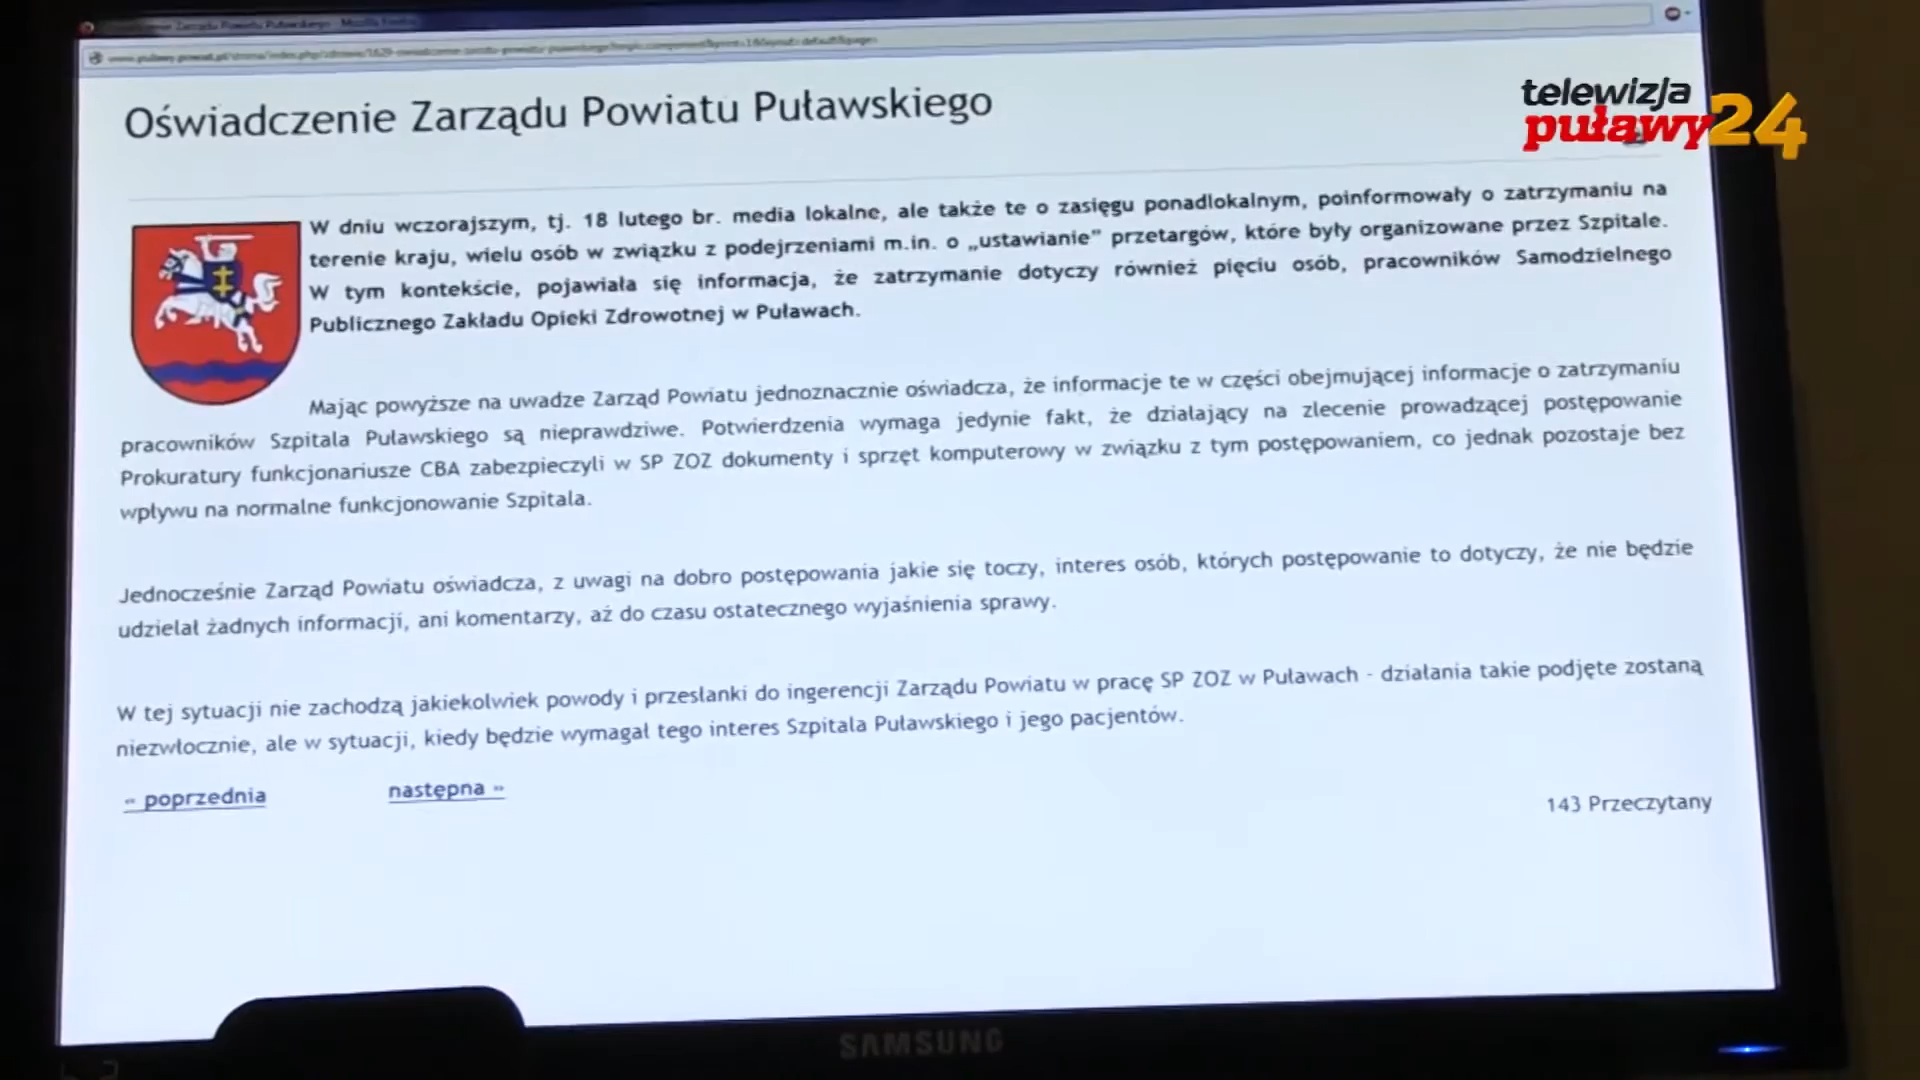 Oświadczenie Zarządu Powiatu Puławskiego
telewizja
puławy24
W dniu wczorajszym, tj. 18 lutego br. media lokalne, ale także te o zasięgu ponadlokalnym, poinformowały o zatrzymaniu na
terenie kraju, wielu osób w związku z podejrzeniami m.in. o „ustawianie” przetargów, które były organizowane przez Szpitale.
W tym kontekście, pojawiała się informacja, że zatrzymanie dotyczy również pięciu osób, pracowników Samodzielnego
Publicznego Zakładu Opieki Zdrowotnej w Puławach.
Mając powyższe na uwadze Zarząd Powiatu jednoznacznie oświadcza, że informacje te w części obejmującej informacje o zatrzymaniu
pracowników Szpitala Puławskiego są nieprawdziwe. Potwierdzenia wymaga jedynie fakt, że działający na zlecenie prowadzącej postępowanie
Prokuratury funkcjonariusze CBA zabezpieczyli w SP ZOZ dokumenty i sprzęt komputerowy w związku z tym postępowaniem, co jednak pozostaje bez
wpływu na normalne funkcjonowanie Szpitala.
Jednocześnie Zarząd Powiatu oświadcza, z uwagi na dobro postępowania jakie się toczy, interes osób, których postępowanie to dotyczy, że nie będzie
udzielał żadnych informacji, ani komentarzy, aż do czasu ostatecznego wyjaśnienia sprawy.
W tej sytuacji nie zachodzą jakiekolwiek powody i przesłanki do ingerencji Zarządu Powiatu w pracę SP ZOZ w Puławach - działania takie podjęte zostaną
niezwłocznie, ale w sytuacji, kiedy będzie wymagał tego interes Szpitala Puławskiego i jego pacjentów.
« poprzednia następna »
143 Przeczytany
SAMSUNG